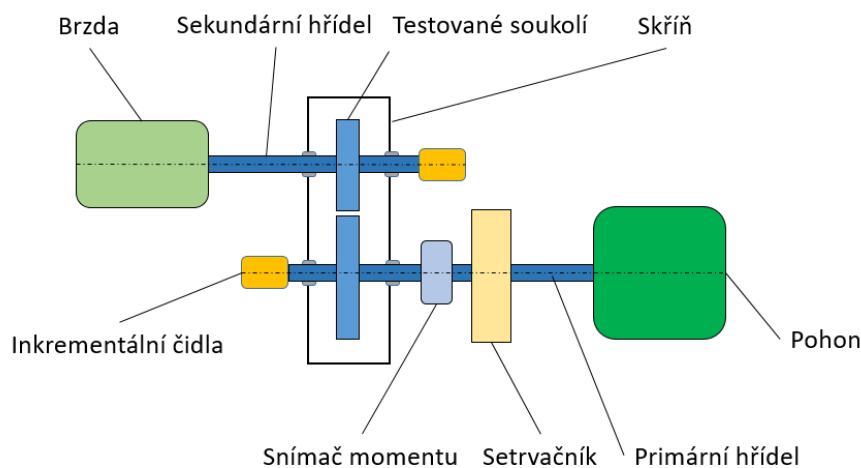 Brzda
Sekundární hřídel
Testované soukolí
Skříň
Inkrementální čidla
Pohon
Snímač momentu
Setrvačník
Primární hřídel